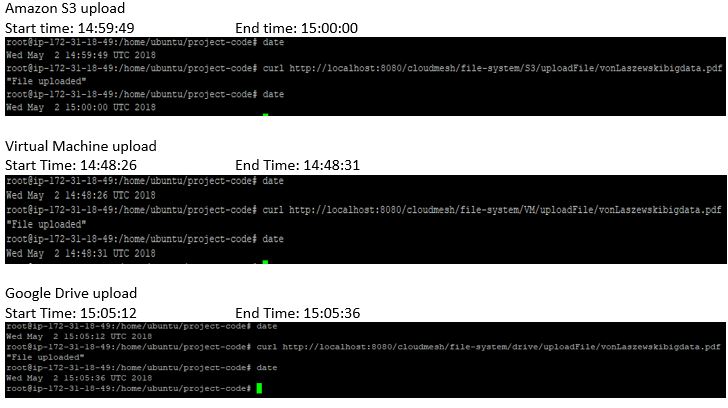 Amazon S3 upload
Start time: 14:59:49 End time: 15:00:00
root@ip-172-31-18-49:/home/ubuntu/project-code# date
Wed May  2 14:59:49 UTC 2018
root@ip-172-31-18-49:/home/ubuntu/project-code# curl http://localhost:8080/cloudmesh/file-system/S3/uploadFile/vonLaszewskibigdata.pdf
"File uploaded"
root@ip-172-31-18-49:/home/ubuntu/project-code# date
Wed May  2 15:00:00 UTC 2018
Virtual Machine upload
Start Time: 14:48:26 End Time: 14:48:31
root@ip-172-31-18-49:/home/ubuntu/project-code# date
Wed May  2 14:48:26 UTC 2018
root@ip-172-31-18-49:/home/ubuntu/project-code# curl http://localhost:8080/cloudmesh/file-system/VM/uploadFile/vonLaszewskibigdata.pdf
"File uploaded"
root@ip-172-31-18-49:/home/ubuntu/project-code# date
Wed May  2 14:48:31 UTC 2018
Google Drive upload
Start Time: 15:05:12 End Time: 15:05:36
root@ip-172-31-18-49:/home/ubuntu/project-code# date
Wed May  2 15:05:12 UTC 2018
root@ip-172-31-18-49:/home/ubuntu/project-code# curl http://localhost:8080/cloudmesh/file-system/drive/uploadFile/vonLaszewskibigdata.pdf
"File uploaded"
root@ip-172-31-18-49:/home/ubuntu/project-code# date
Wed May  2 15:05:36 UTC 2018
root@ip-172-31-18-49:/home/ubuntu/project-code#